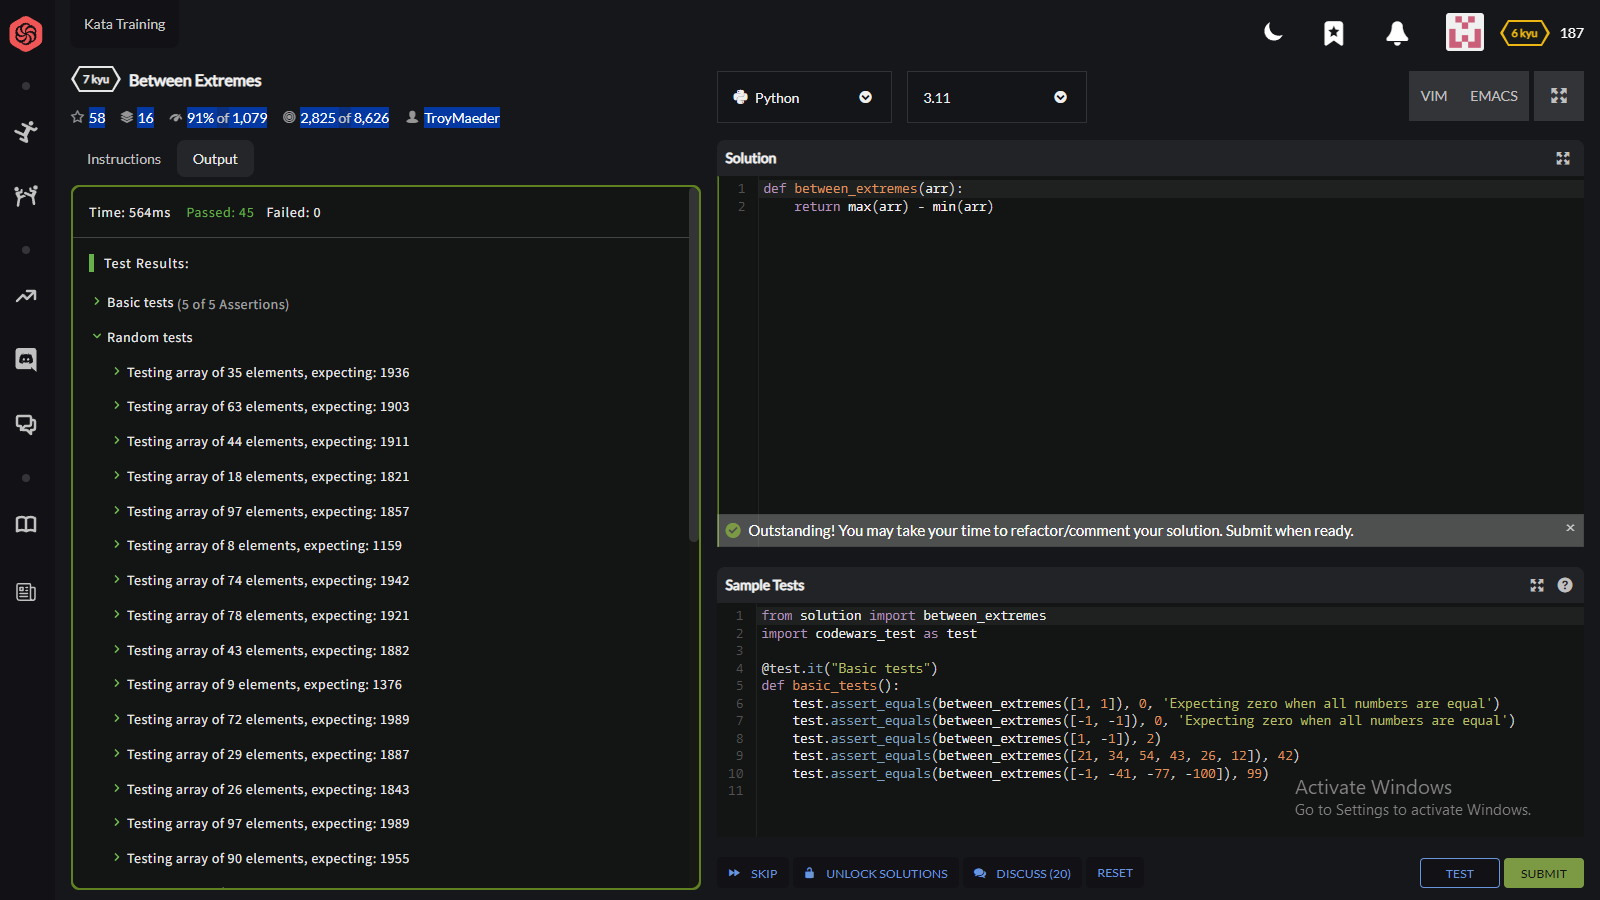 Kata Training
6 kyu 187
7 kyu Between Extremes
58 16 91% of 1,079 2,825 of 8,626 TroyMaeder
Instructions Output
Time: 564ms Passed: 45 Failed: 0
Test Results:
Basic tests (5 of 5 Assertions)
Random tests
Testing array of 35 elements, expecting: 1936
Testing array of 63 elements, expecting: 1903
Testing array of 44 elements, expecting: 1911
Testing array of 18 elements, expecting: 1821
Testing array of 97 elements, expecting: 1857
Testing array of 8 elements, expecting: 1159
Testing array of 74 elements, expecting: 1942
Testing array of 78 elements, expecting: 1921
Testing array of 43 elements, expecting: 1882
Testing array of 9 elements, expecting: 1376
Testing array of 72 elements, expecting: 1989
Testing array of 29 elements, expecting: 1887
Testing array of 26 elements, expecting: 1843
Testing array of 97 elements, expecting: 1989
Testing array of 90 elements, expecting: 1955
Python 3.11 VIM EMACS
Solution
1 def between_extremes(arr):
2 return max(arr) - min(arr)
Outstanding! You may take your time to refactor/comment your solution. Submit when ready. ×
Sample Tests ?
1 from solution import between_extremes
2 import codewars_test as test
3
4 @test.it("Basic tests")
5 def basic_tests():
6 test.assert_equals(between_extremes([1, 1]), 0, 'Expecting zero when all numbers are equal')
7 test.assert_equals(between_extremes([-1, -1]), 0, 'Expecting zero when all numbers are equal')
8 test.assert_equals(between_extremes([1, -1]), 2)
9 test.assert_equals(between_extremes([21, 34, 54, 43, 26, 12]), 42)
10 test.assert_equals(between_extremes([-1, -41, -77, -100]), 99)
11
Activate Windows
Go to Settings to activate Windows.
SKIP UNLOCK SOLUTIONS DISCUSS (20) RESET TEST SUBMIT